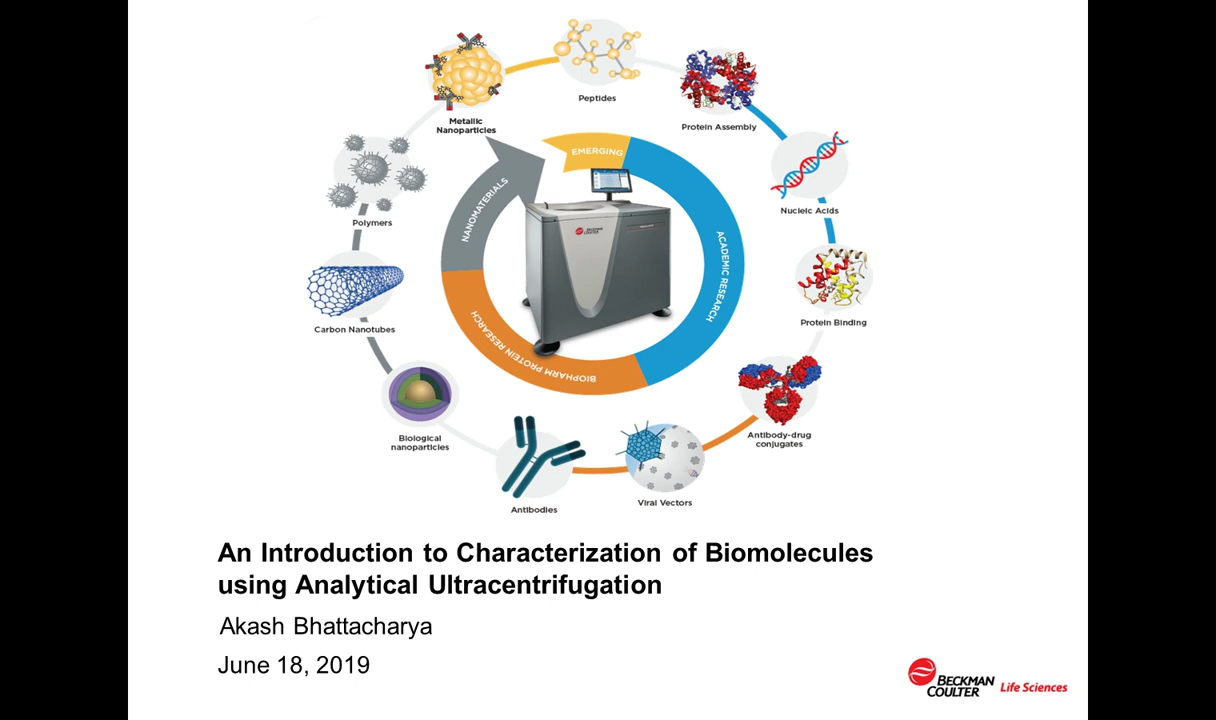 Peptides
Metallic
Nanoparticles
Protein Assembly
EMERGING
Polymers
NANOMATERIALS
Nucleic Acids
ACADEMIC RESEARCH
BECKMAN
COULTER
Carbon Nanotubes
Protein Binding
BIOPHARM PROTEIN RESEARCH
Biological
nanoparticles
Antibody-drug
conjugates
Antibodies
Viral Vectors
An Introduction to Characterization of Biomolecules
using Analytical Ultracentrifugation
Akash Bhattacharya
June 18, 2019
BECKMAN
COULTER
Life Sciences